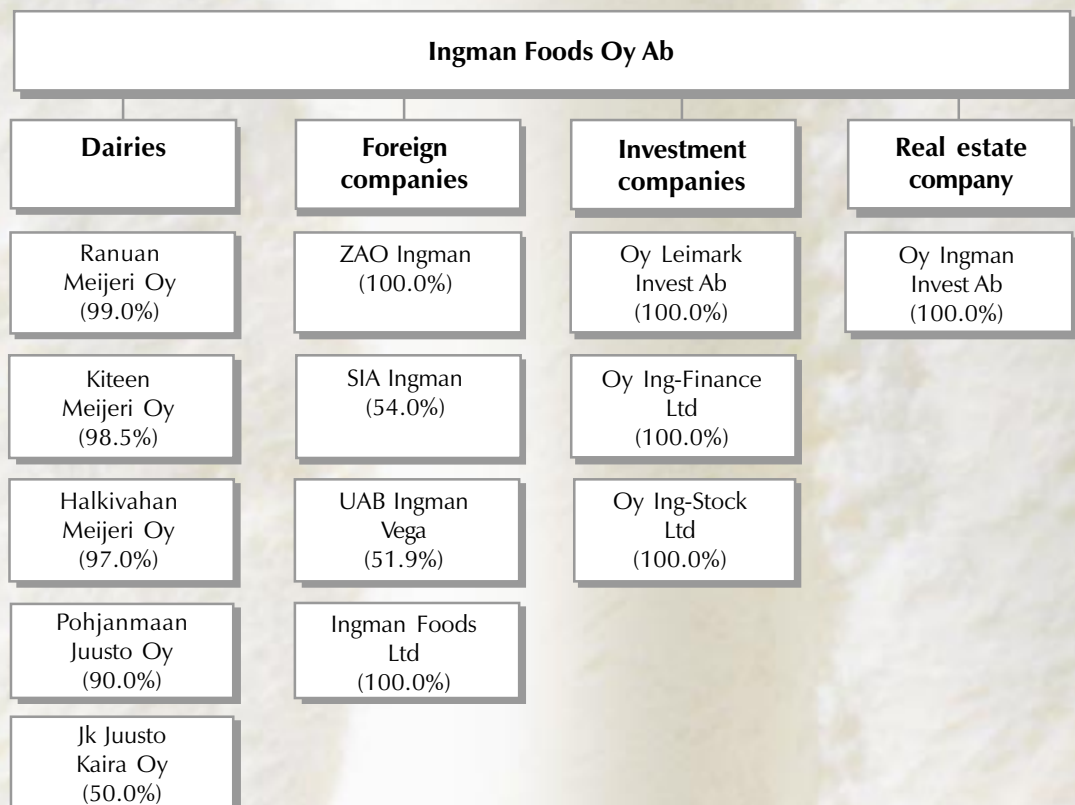 Ingman Foods Oy Ab
Dairies
Ranuan
Meijeri Oy
(99.0%)
Kiteen
Meijeri Oy
(98.5%)
Halkivahan
Meijeri Oy
(97.0%)
Pohjanmaan
Juusto Oy
(90.0%)
Jk Juusto
Kaira Oy
(50.0%)
Foreign
companies
ZAO Ingman
(100.0%)
SIA Ingman
(54.0%)
UAB Ingman
Vega
(51.9%)
Ingman Foods
Ltd
(100.0%)
Investment
companies
Oy Leimark
Invest Ab
(100.0%)
Oy Ing-Finance
Ltd
(100.0%)
Oy Ing-Stock
Ltd
(100.0%)
Real estate
company
Oy Ingman
Invest Ab
(100.0%)